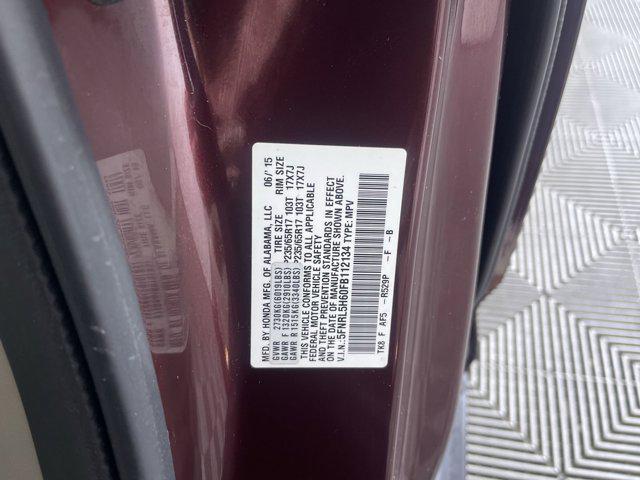 MFD. BY HONDA MFG. OF ALABAMA, LLC 06/'15
GVWR 2730KG(6019LBS) TIRE SIZE RIM SIZE
GAWR F 1320KG(2910LBS) P235/65R17 103T 17X7J
GAWR R 1515KG(3340LBS) P235/65R17 103T 17X7J
THIS VEHICLE CONFORMS TO ALL APPLICABLE
FEDERAL MOTOR VEHICLE SAFETY
AND THEFT PREVENTION STANDARDS IN EFFECT
ON THE DATE OF MANUFACTURE SHOWN ABOVE.
V.I.N.:5FNRL5H60FB112134 TYPE: MPV
TK8 F AF5 -R529P -F -B